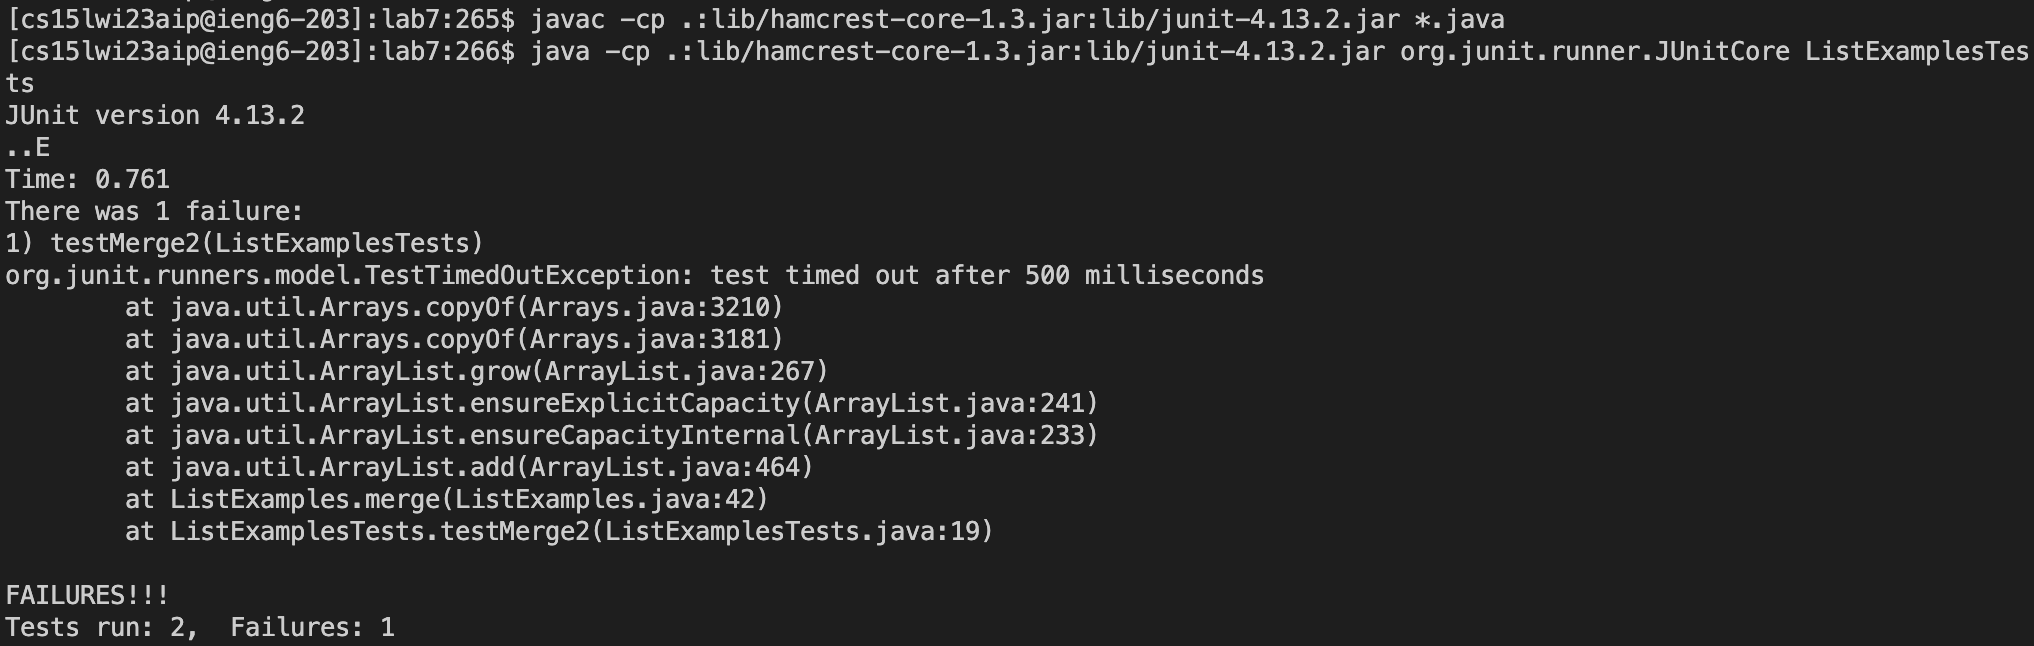 [cs15lwi23aip@ieng6-203]:lab7:265$ javac -cp .:lib/hamcrest-core-1.3.jar:lib/junit-4.13.2.jar *.java
[cs15lwi23aip@ieng6-203]:lab7:266$ java -cp .:lib/hamcrest-core-1.3.jar:lib/junit-4.13.2.jar org.junit.runner.JUnitCore ListExamplesTes
ts
JUnit version 4.13.2
..E
Time: 0.761
There was 1 failure:
1) testMerge2(ListExamplesTests)
org.junit.runners.model.TestTimedOutException: test timed out after 500 milliseconds
        at java.util.Arrays.copyOf(Arrays.java:3210)
        at java.util.Arrays.copyOf(Arrays.java:3181)
        at java.util.ArrayList.grow(ArrayList.java:267)
        at java.util.ArrayList.ensureExplicitCapacity(ArrayList.java:241)
        at java.util.ArrayList.ensureCapacityInternal(ArrayList.java:233)
        at java.util.ArrayList.add(ArrayList.java:464)
        at ListExamples.merge(ListExamples.java:42)
        at ListExamplesTests.testMerge2(ListExamplesTests.java:19)

FAILURES!!!
Tests run: 2,  Failures: 1